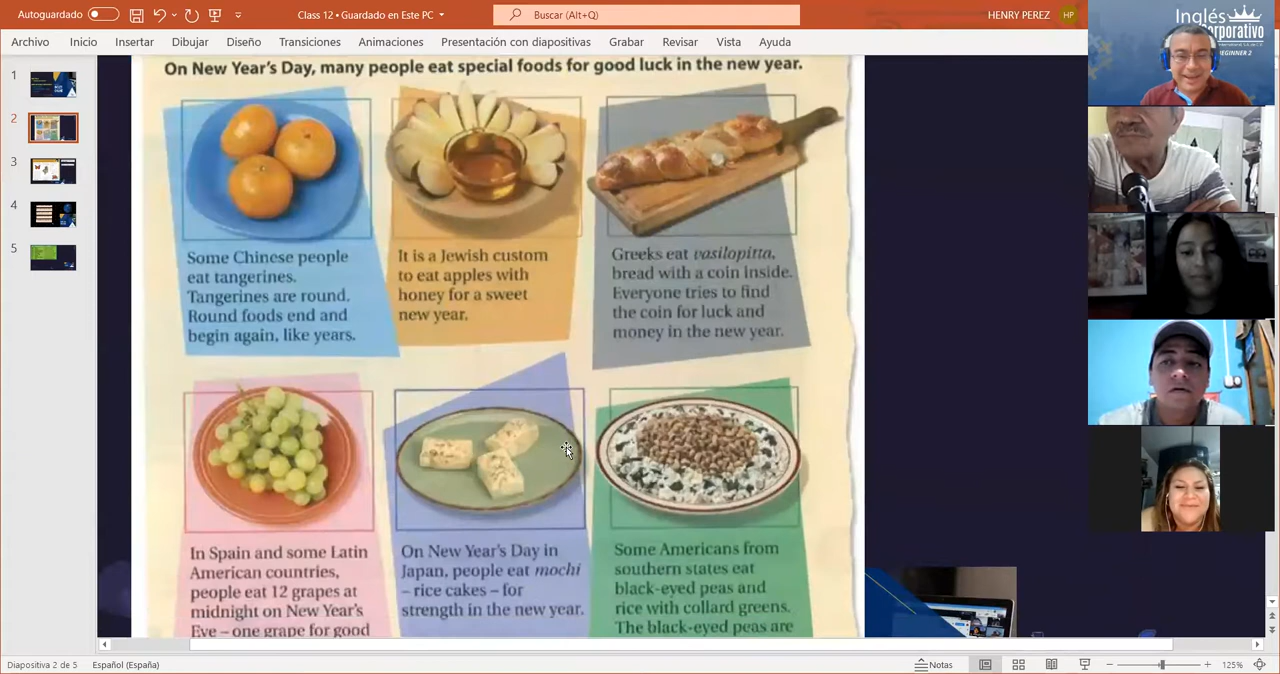 Autoguardado
Class 12 • Guardado en Este PC
Buscar (Alt+Q)
HENRY PEREZ
HP
Archivo
Inicio
Insertar
Dibujar
Diseño
Transiciones
Animaciones
Presentación con diapositivas
Grabar
Revisar
Vista
Ayuda
Inglés
BEGINNER 2
1
2
3
4
5
On New Year's Day, many people eat special foods for good luck in the new year.
Some Chinese people
eat tangerines.
Tangerines are round.
Round foods end and
begin again, like years.
It is a Jewish custom
to eat apples with
honey for a sweet
new year.
Greeks eat vasilopitta,
bread with a coin inside.
Everyone tries to find
the coin for luck and
money in the new year.
In Spain and some Latin
American countries,
people eat 12 grapes at
midnight on New Year's
Eve – one grape for good
On New Year's Day in
Japan, people eat mochi
– rice cakes – for
strength in the new year.
Some Americans from
southern states eat
black-eyed peas and
rice with collard greens.
The black-eyed peas are
Diapositiva 2 de 5
Español (España)
Notas
125%